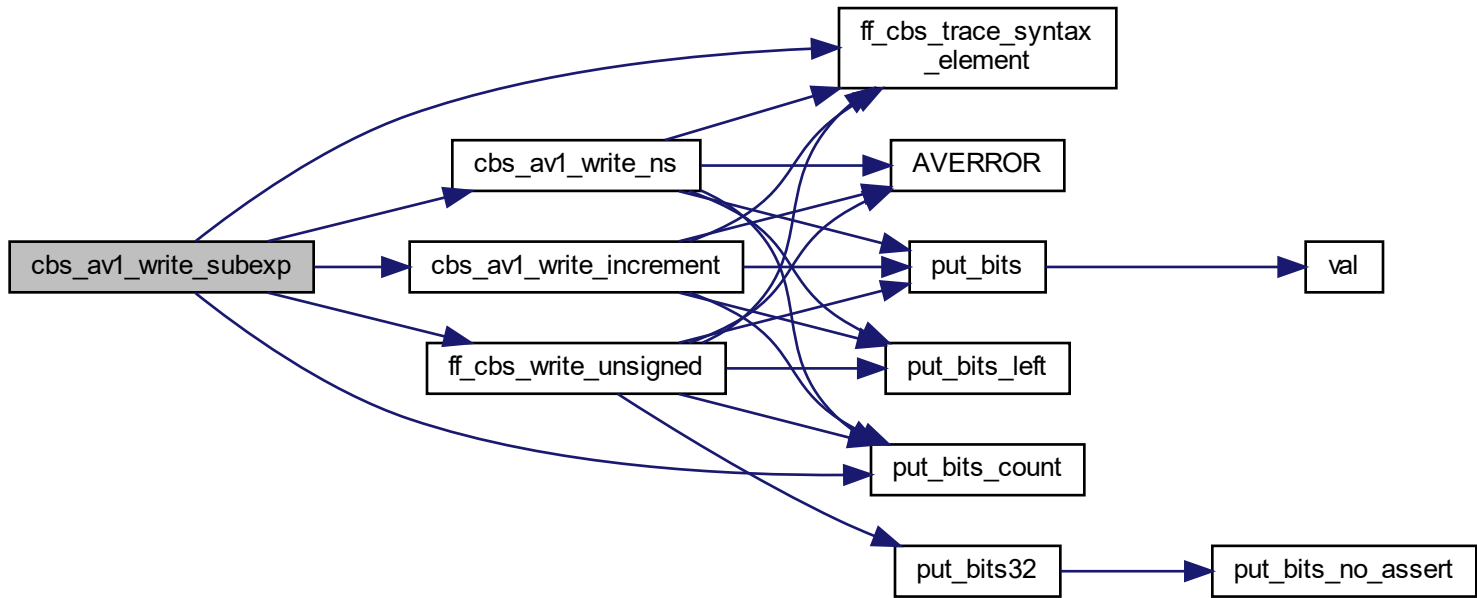 ff_cbs_trace_syntax
_element
cbs_av1_write_ns
AVERROR
cbs_av1_write_subexp
cbs_av1_write_increment
put_bits
val
ff_cbs_write_unsigned
put_bits_left
put_bits_count
put_bits32
put_bits_no_assert